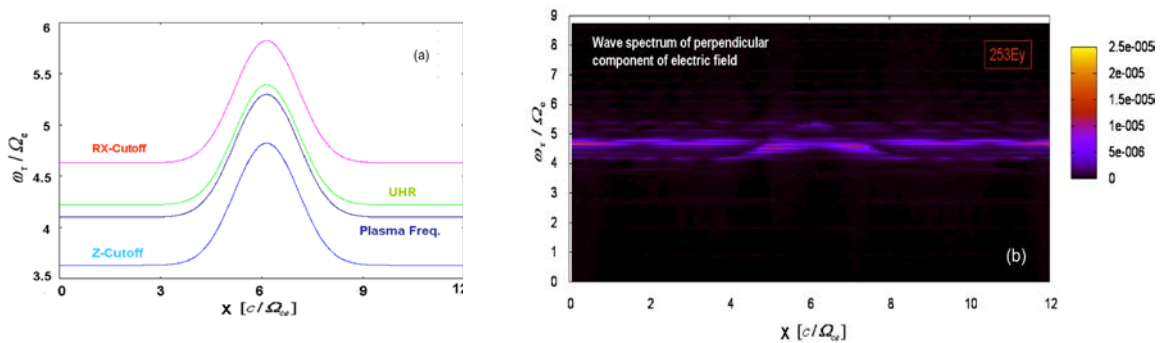 6
5.5
5
4.5
4
3.5
ω_r / Ω_e
(a)
RX-Cutoff
UHR
Plasma Freq.
Z-Cutoff
0 3 6 9 12
X [c/Ω_ce]
9
8
7
6
5
4
3
2
1
0
ω_r / Ω_e
Wave spectrum of perpendicular
component of electric field
253Ey
(b)
0 2 4 6 8 10 12
X [c/Ω_ce]
2.5e-005
2e-005
1.5e-005
1e-005
5e-006
0